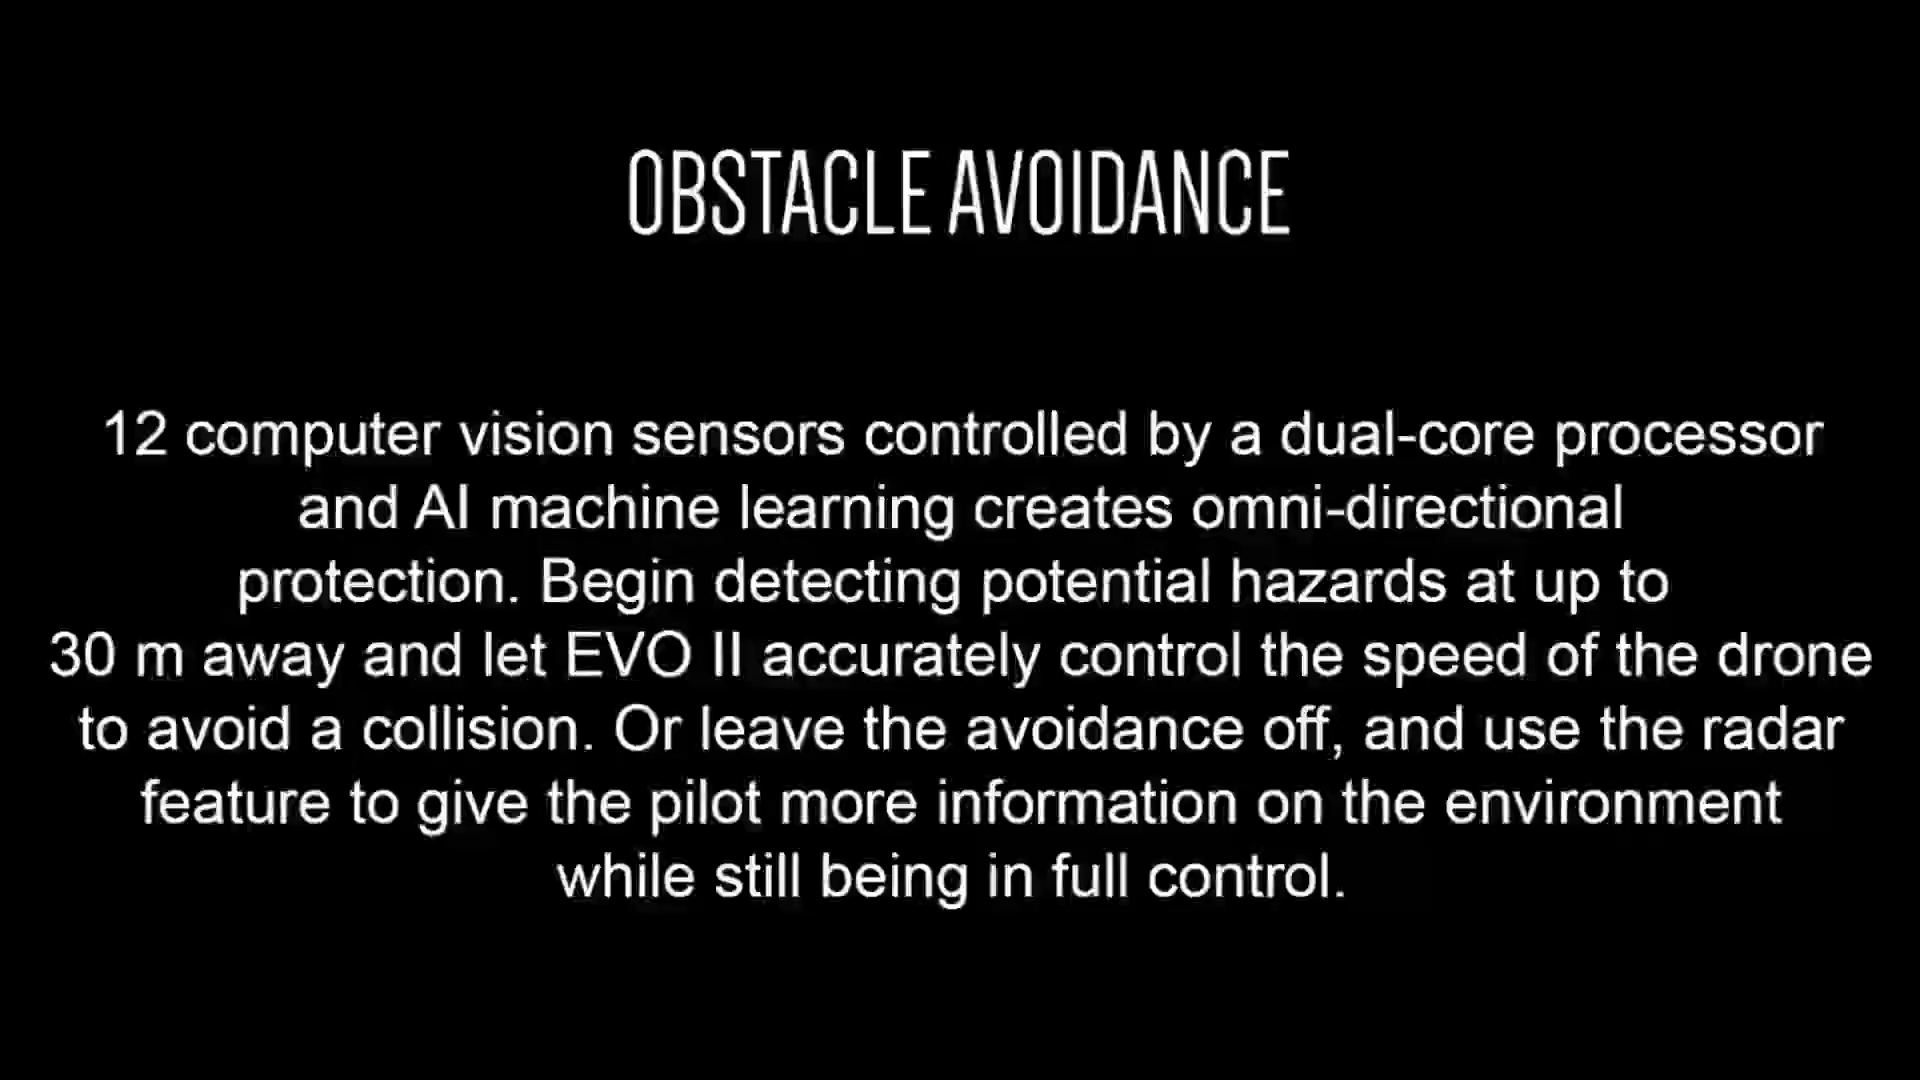 OBSTACLE AVOIDANCE
12 computer vision sensors controlled by a dual-core processor
and AI machine learning creates omni-directional
protection. Begin detecting potential hazards at up to
30 m away and let EVO II accurately control the speed of the drone
to avoid a collision. Or leave the avoidance off, and use the radar
feature to give the pilot more information on the environment
while still being in full control.